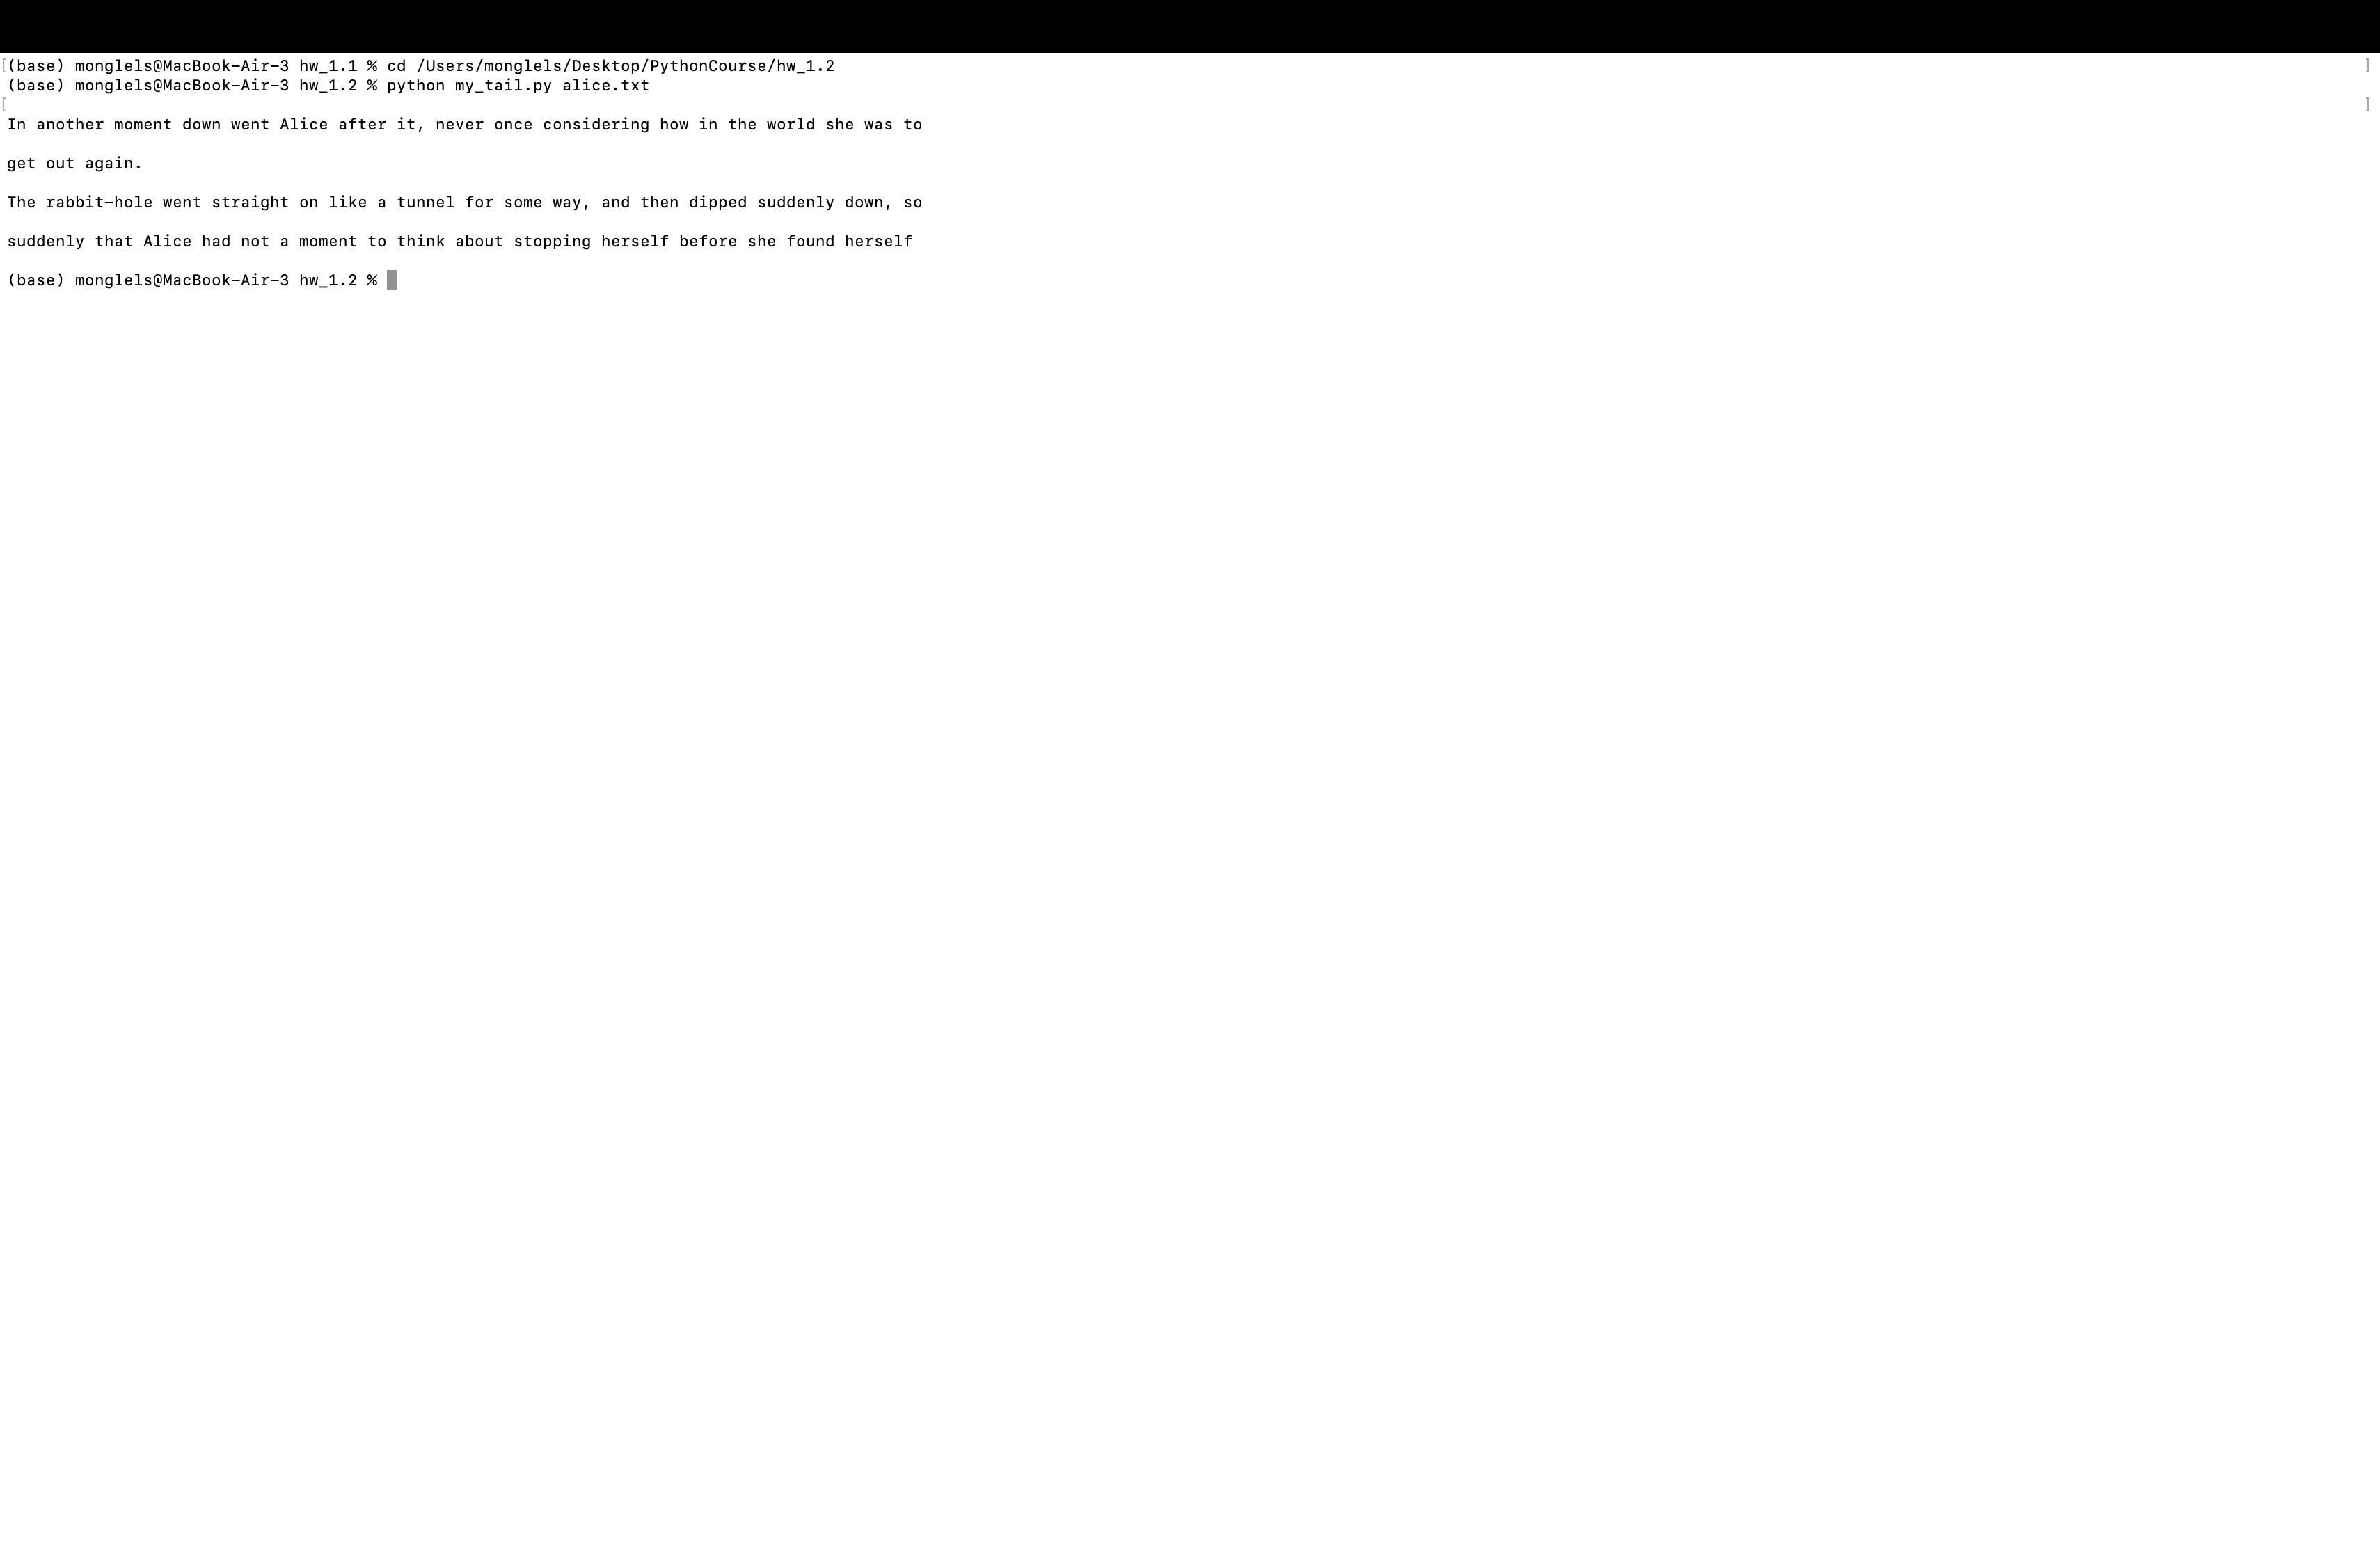 [(base) monglels@MacBook-Air-3 hw_1.1 % cd /Users/monglels/Desktop/PythonCourse/hw_1.2 ]
(base) monglels@MacBook-Air-3 hw_1.2 % python my_tail.py alice.txt
[ ]
In another moment down went Alice after it, never once considering how in the world she was to
get out again.
The rabbit-hole went straight on like a tunnel for some way, and then dipped suddenly down, so
suddenly that Alice had not a moment to think about stopping herself before she found herself
(base) monglels@MacBook-Air-3 hw_1.2 %